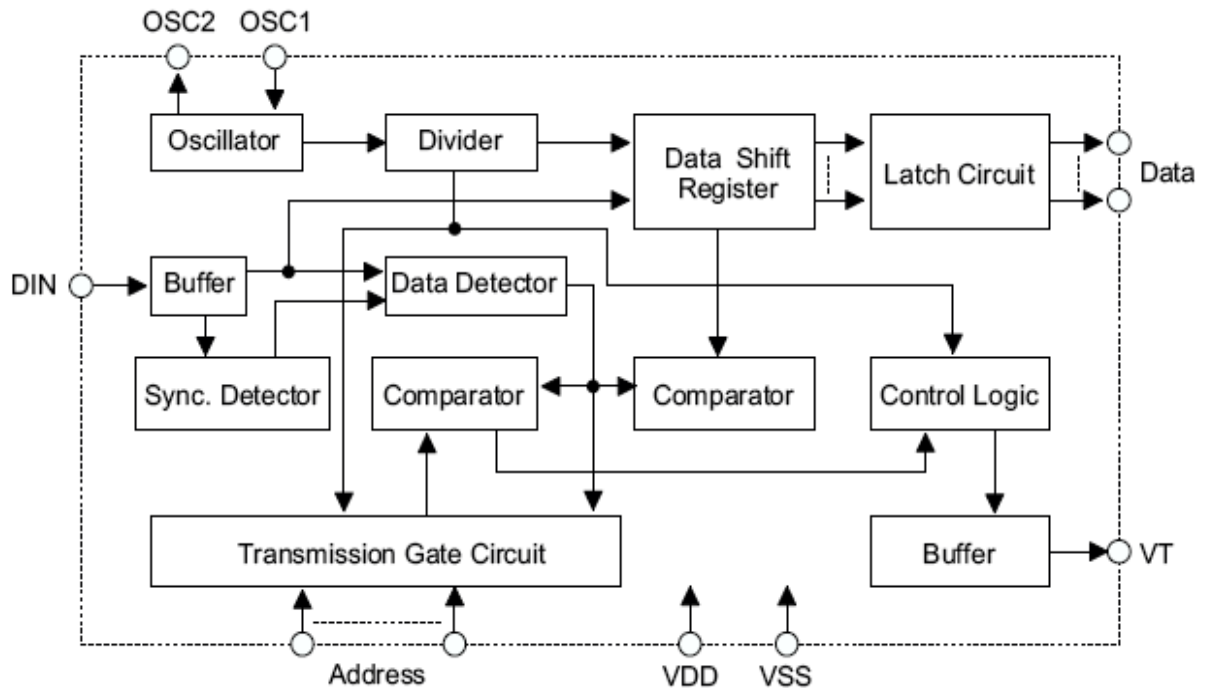 OSC2 OSC1
Oscillator
Divider
Data Shift
Register
Latch Circuit
Data
DIN
Buffer
Data Detector
Sync. Detector
Comparator
Comparator
Control Logic
Transmission Gate Circuit
Buffer
VT
Address
VDD
VSS